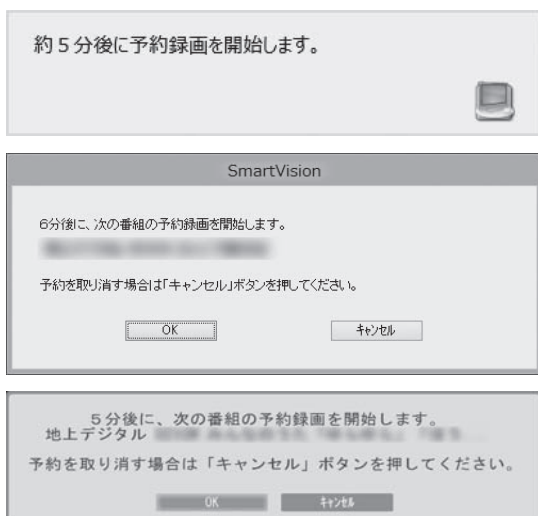 約5分後に予約録画を開始します。
SmartVision
6分後に、次の番組の予約録画を開始します。
予約を取り消す場合は「キャンセル」ボタンを押してください。
OK キャンセル
5分後に、次の番組の予約録画を開始します。
地上デジタル
予約を取り消す場合は「キャンセル」ボタンを押してください。
OK キャンセル